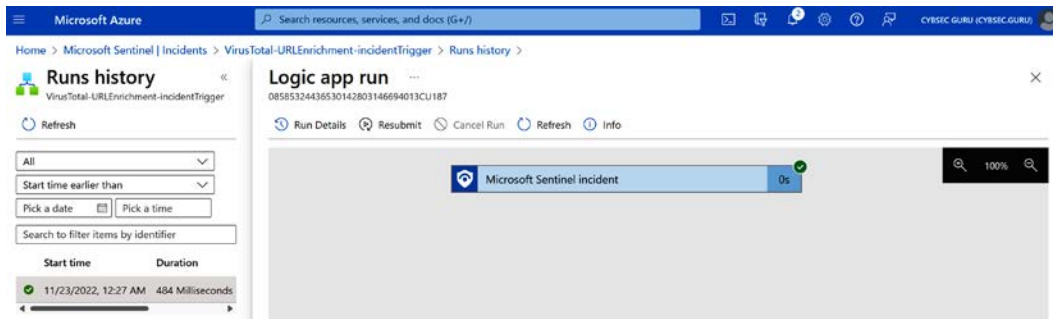 Microsoft Azure
Search resources, services, and docs (G+/)
2
CYBSEC GURU (CYBSEC.GURU)
Home > Microsoft Sentinel | Incidents > VirusTotal-URLEnrichment-incidentTrigger > Runs history >
Runs history
VirusTotal-URLEnrichment-incidentTrigger
Refresh
All
Start time earlier than
Pick a date
Pick a time
Search to filter items by identifier
Start time Duration
11/23/2022, 12:27 AM 484 Milliseconds
Logic app run ...
08585324436530142803146694013CU187
Run Details Resubmit Cancel Run Refresh Info
Microsoft Sentinel incident 0s
100%